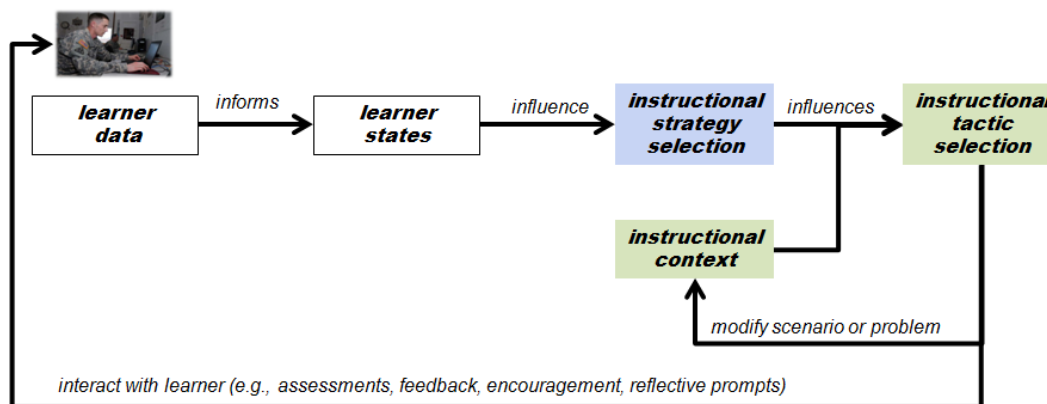 learner
data
informs
learner
states
influence
instructional
strategy
selection
influences
instructional
tactic
selection
instructional
context
modify scenario or problem
interact with learner (e.g., assessments, feedback, encouragement, reflective prompts)